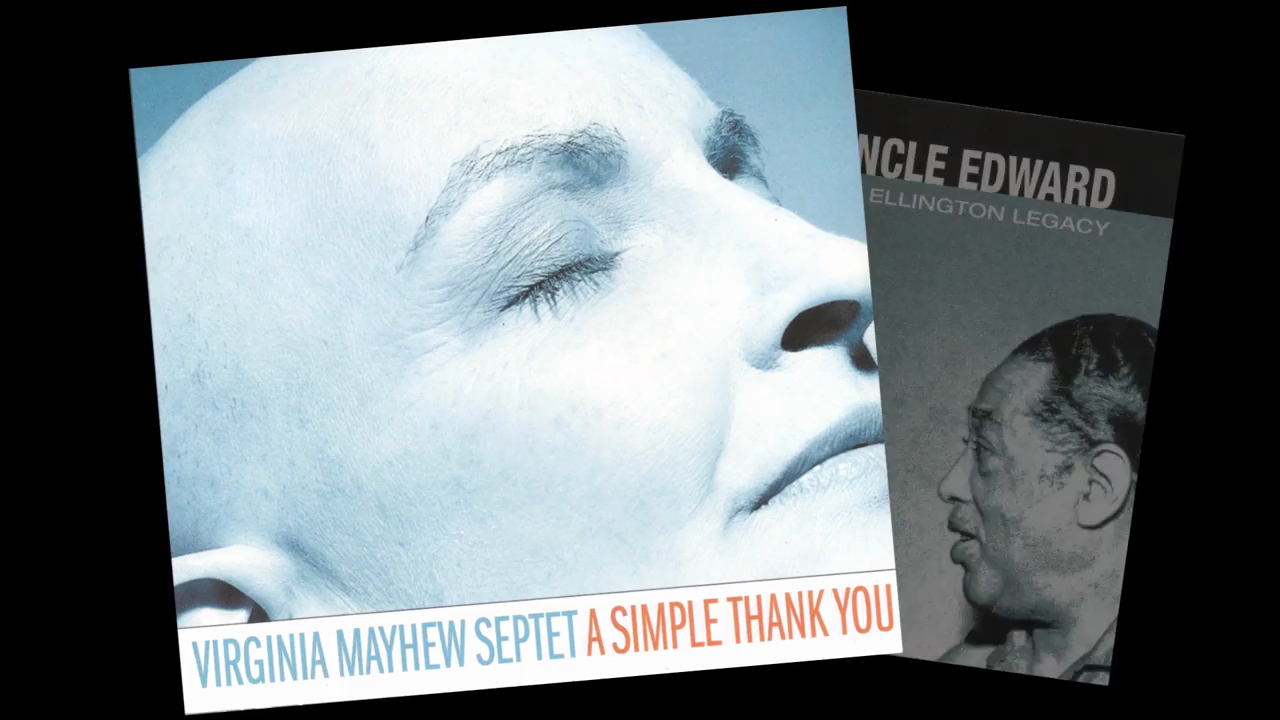 VIRGINIA MAYHEW SEPTET A SIMPLE THANK YOU
NCLE EDWARD
ELLINGTON LEGACY